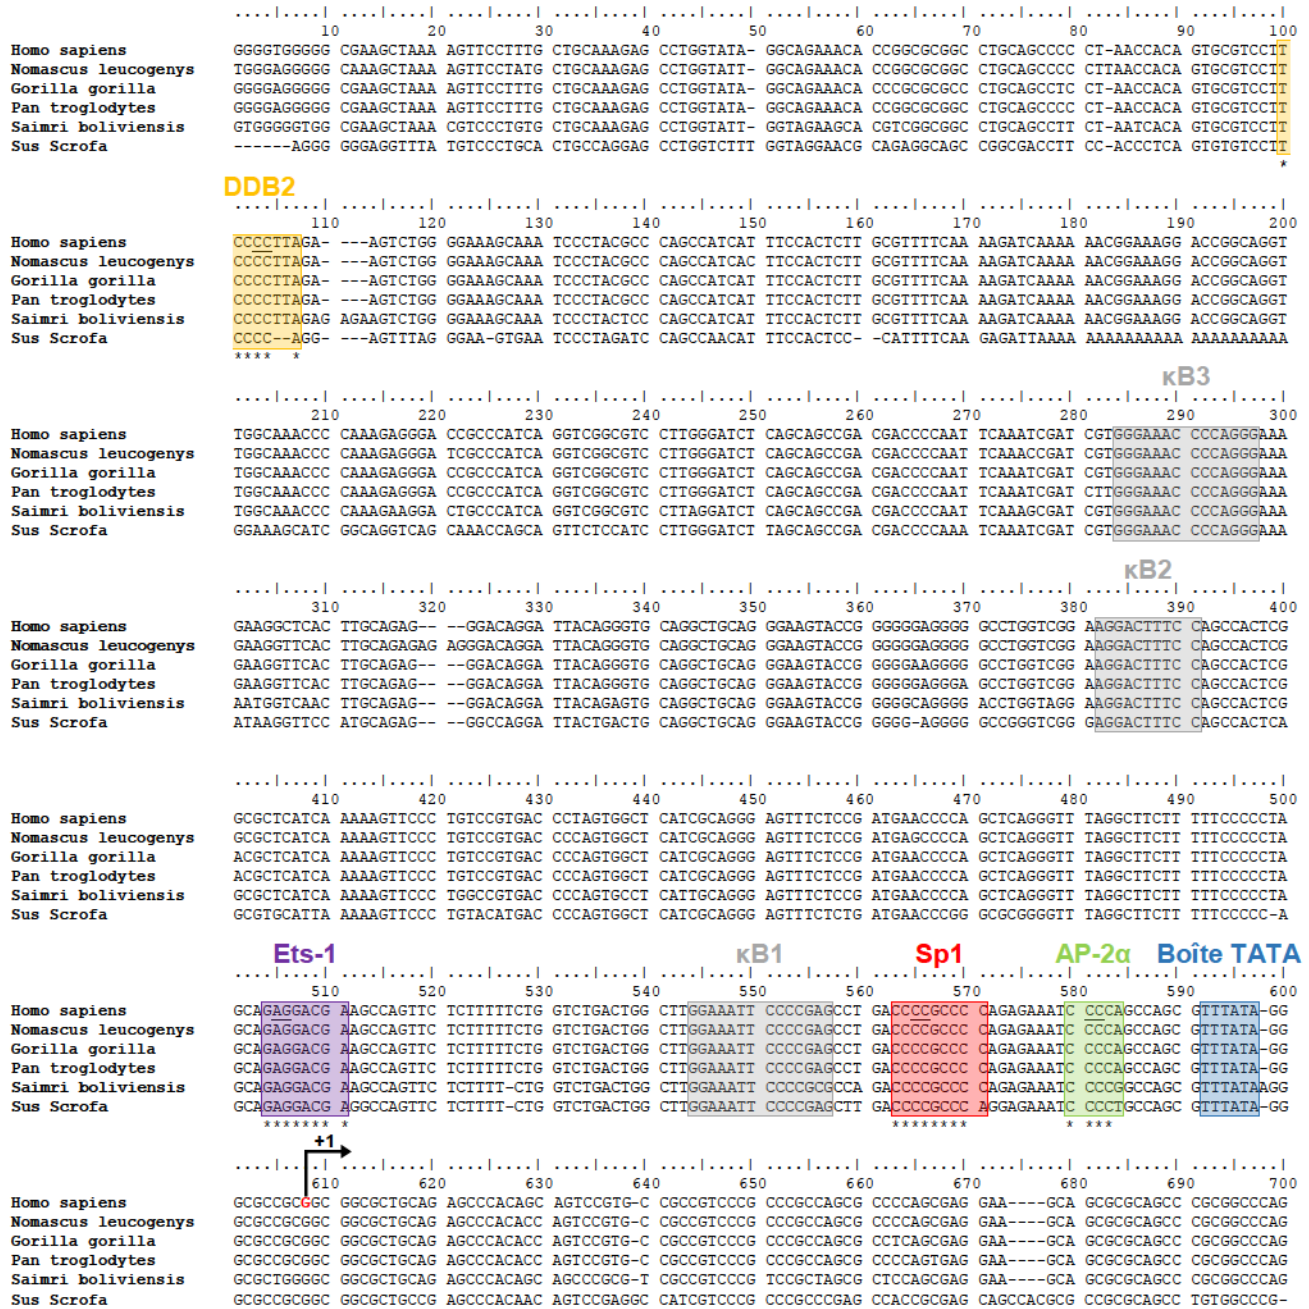 ....|....| ....|....| ....|....| ....|....| ....|....| ....|....| ....|....| ....|....| ....|....| ....|....|
10 20 30 40 50 60 70 80 90 100
Homo sapiens GGGGTGGGGG CGAAGCTAAA AGTTCCTTTG CTGCAAAGAG CCTGGTATA- GGCAGAAACA CCGGCGCGGC CTGCAGCCCC CT-AACCACA GTGCGTCCTT
Nomascus leucogenys TGGGAGGGGG CAAAGCTAAA AGTTCCTATG CTGCAAAGAG CCTGGTATT- GGCAGAAACA CCGGCGCGGC CTGCAGCCCC CTTAACCACA GTGCGTCCTT
Gorilla gorilla GGGGAGGGGG CGAAGCTAAA AGTTCCTTTG CTGCAAAGAG CCTGGTATA- GGCAGAAACA CCCGCGCGCC CTGCAGCCTC CT-AACCACA GTGCGTCCTT
Pan troglodytes GGGGAGGGGG CGAAGCTAAA AGTTCCTTTG CTGCAAAGAG CCTGGTATA- GGCAGAAACA CCGGCGCGGC CTGCAGCCCC CT-AACCACA GTGCGTCCTT
Saimri boliviensis GTGGGGGTGG CGAAGCTAAA CGTCCCTGTG CTGCAAAGAG CCTGGTATT- GGTAGAAGCA CGTCGGCGGC CTGCAGCCTT CT-AATCACA GTGCGTCCTT
Sus Scrofa ------AGGG GGGAGGTTTA TGTCCCTGCA CTGCCAGGAG CCTGGTCTTT GGTAGGAACG CAGAGGCAGC CGGCGACCTT CC-ACCCTCA GTGTGTCCTT
*
DDB2
....|....| ....|....| ....|....| ....|....| ....|....| ....|....| ....|....| ....|....| ....|....| ....|....|
110 120 130 140 150 160 170 180 190 200
Homo sapiens CCCCTTAGA- ---AGTCTGG GGAAAGCAAA TCCCTACGCC CAGCCATCAT TTCCACTCTT GCGTTTTCAA AAGATCAAAA AACGGAAAGG ACCGGCAGGT
Nomascus leucogenys CCCCTTAGA- ---AGTCTGG GGAAAGCAAA TCCCTACGCC CAGCCATCAC TTCCACTCTT GCGTTTTCAA AAGATCAAAA AACGGAAAGG ACCGGCAGGT
Gorilla gorilla CCCCTTAGA- ---AGTCTGG GGAAAGCAAA TCCCTACGCC CAGCCATCAT TTCCACTCTT GCGTTTTCAA AAGATCAAAA AACGGAAAGG ACCGGCAGGT
Pan troglodytes CCCCTTAGA- ---AGTCTGG GGAAAGCAAA TCCCTACGCC CAGCCATCAT TTCCACTCTT GCGTTTTCAA AAGATCAAAA AACGGAAAGG ACCGGCAGGT
Saimri boliviensis CCCCTTAGAG AGAAGTCTGG GGAAAGCAAA TCCCTACTCC CAGCCATCAT TTCCACTCTT GCGTTTTCAA AAGATCAAAA AACGGAAAGG ACCGGCAGGT
Sus Scrofa CCCC--AGG- ---AGTTTAG GGAA-GTGAA TCCCTAGATC CAGCCAACAT TTCCACTCC- -CATTTTCAA GAGATTAAAA AAAAAAAAAA AAAAAAAAAA
**** *
κB3
....|....| ....|....| ....|....| ....|....| ....|....| ....|....| ....|....| ....|....| ....|....| ....|....|
210 220 230 240 250 260 270 280 290 300
Homo sapiens TGGCAAACCC CAAAGAGGGA CCGCCCATCA GGTCGGCGTC CTTGGGATCT CAGCAGCCGA CGACCCCAAT TCAAATCGAT CGTGGGAAAC CCCAGGGAAA
Nomascus leucogenys TGGCAAACCC CAAAGAGGGA TCGCCCATCA GGTCGGCGTC CTTGGGATCT CAGCAGCCGA CGACCCCAAT TCAAACCGAT CGTGGGAAAC CCCAGGGAAA
Gorilla gorilla TGGCAAACCC CAAAGAGGGA CCGCCCATCA GGTCGGCGTC CTTGGGATCT CAGCAGCCGA CGACCCCAAT TCAAATCGAT CGTGGGAAAC CCCAGGGAAA
Pan troglodytes TGGCAAACCC CAAAGAGGGA CCGCCCATCA GGTCGGCGTC CTTGGGATCT CAGCAGCCGA CGACCCCAAT TCAAATCGAT CTTGGGAAAC CCCAGGGAAA
Saimri boliviensis TGGCAAACCC CAAAGAAGGA CTGCCCATCA GGTCGGCGTC CTTAGGATCT CAGCAGCCGA CGACCCCAAT TCAAAGCGAT CGTGGGAAAC CCCAGGGAAA
Sus Scrofa GGAAAGCATC GGCAGGTCAG CAAACCAGCA GTTCTCCATC CTTGGGATCT TAGCAGCCGA CGACCCCAAA TCAAATCGAT CGTGGGAAAC CCCAGGGAAA
κB2
....|....| ....|....| ....|....| ....|....| ....|....| ....|....| ....|....| ....|....| ....|....| ....|....|
310 320 330 340 350 360 370 380 390 400
Homo sapiens GAAGGCTCAC TTGCAGAG-- --GGACAGGA TTACAGGGTG CAGGCTGCAG GGAAGTACCG GGGGGAGGGG GCCTGGTCGG AAGGACTTTC CAGCCACTCG
Nomascus leucogenys GAAGGTTCAC TTGCAGAGAG AGGGACAGGA TTACAGGGTG CAGGCTGCAG GGAAGTACCG GGGGGAGGGG GCCTGGTCGG AAGGACTTTC CAGCCACTCG
Gorilla gorilla GAAGGTTCAC TTGCAGAG-- --GGACAGGA TTACAGGGTG CAGGCTGCAG GGAAGTACCG GGGGGAAGGG GCCTGGTCGG AAGGACTTTC CAGCCACTCG
Pan troglodytes GAAGGTTCAC TTGCAGAG-- --GGACAGGA TTACAGGGTG CAGGCTGCAG GGAAGTACCG GGGGGAGGGA GCCTGGTCGG AAGGACTTTC CAGCCACTCG
Saimri boliviensis AATGGTCAAC TTGCAGAG-- --GGACAGGA TTACAGAGTG CAGGCTGCAG GGAAGTACCG GGGGCAGGGG ACCTGGTAGG AAGGACTTTC CAGCCACTCG
Sus Scrofa ATAAGGTTCC ATGCAGAG-- --GGCCAGGA TTACTGACTG CAGGCTGCAG GGAAGTACCG GGGG-AGGGG GCCGGGTCGG GAGGACTTTC CAGCCACTCA
....|....| ....|....| ....|....| ....|....| ....|....| ....|....| ....|....| ....|....| ....|....| ....|....|
410 420 430 440 450 460 470 480 490 500
Homo sapiens GCGCTCATCA AAAAGTTCCC TGTCCGTGAC CCTAGTGGCT CATCGCAGGG AGTTTCTCCG ATGAACCCCA GCTCAGGGTT TAGGCTTCTT TTTCCCCCTA
Nomascus leucogenys GCGCTCATCA AAAAGTTCCC TGTCCGTGAC CCCAGTGGCT CATCGCAGGG AGTTTCTCCG ATGAGCCCCA GCTCAGGGTT TAGGCTTCTT TTTCCCCCTA
Gorilla gorilla ACGCTCATCA AAAAGTTCCC TGTCCGTGAC CCCAGTGGCT CATCGCAGGG AGTTTCTCCG ATGAACCCCA GCTCAGGGTT TAGGCTTCTT TTTCCCCCTA
Pan troglodytes ACGCTCATCA AAAAGTTCCC TGTCCGTGAC CCCAGTGGCT CATCGCAGGG AGTTTCTCCG ATGAACCCCA GCTCAGGGTT TAGGCTTCTT TTTCCCCCTA
Saimri boliviensis GCGCTCATCA AAAAGTTCCC TGGCCGTGAC CCCAGTGCCT CATTGCAGGG AGTTTCTCCG ATGAACCCCA GCTCAGGGTT TAGGCTTCTT TTTCCCCCTA
Sus Scrofa GCGTGCATTA AAAAGTTCCC TGTACATGAC CCCAGTGGCT CATCGCAGGG AGTTTCTCTG ATGAACCCGG GCGCGGGGTT TAGGCTTCTT TTTCCCCC-A
Ets-1 κB1 Sp1 AP-2α Boîte TATA
....|....| ....|....| ....|....| ....|....| ....|....| ....|....| ....|....| ....|....| ....|....| ....|....|
510 520 530 540 550 560 570 580 590 600
Homo sapiens GCAGAGGACG AAGCCAGTTC TCTTTTTCTG GTCTGACTGG CTTGGAAATT CCCCGAGCCT GACCCCGCTC CAGAGAAATC CCCAGCCAGC GTTTATA-GG
Nomascus leucogenys GCAGAGGACG AAGCCAGTTC TCTTTTTCTG GTCTGACTGG CTTGGAAATT CCCCGAGCCT GACCCCGCCC CAGAGAAATC CCCAGCCAGC GTTTATA-GG
Gorilla gorilla GCAGAGGACG AAGCCAGTTC TCTTTTTCTG GTCTGACTGG CTTGGAAATT CCCCGAGCCT GACCCCGCCC CAGAGAAATC CCCAGCCAGC GTTTATA-GG
Pan troglodytes GCAGAGGACG AAGCCAGTTC TCTTTTTCTG GTCTGACTGG CTTGGAAATT CCCCGAGCCT GACCCCGCCC CAGAGAAATC CCCAGCCAGC GTTTATA-GG
Saimri boliviensis GCAGAGGACG AAGCCAGTTC TCTTTT-CTG GTCTGACTGG CTTGGAAATT CCCCGCGCCA GACCCCGCCC CAGAGAAATC CCCGGCCAGC GTTTATAAGG
Sus Scrofa GCAGAGGACG AGGCCAGTTC TCTTTT-CTG GTCTGACTGG CTTGGAAATT CCCCGAGCTT GACCCCGCCC AGGAGAAATC CCCTGCCAGC GTTTATA-GG
******* * ******** * ***
+1
....|....| ....|....| ....|....| ....|....| ....|....| ....|....| ....|....| ....|....| ....|....| ....|....|
610 620 630 640 650 660 670 680 690 700
Homo sapiens GCGCCGCGGC GGCGCTGCAG AGCCCACAGC AGTCCGTG-C CGCCGTCCCG CCCGCCAGCG CCCCAGCGAG GAA----GCA GCGCGCAGCC CGCGGCCCAG
Nomascus leucogenys GCGCCGCGGC GGCGCTGCAG AGCCCACACC AGTCCGTG-C CGCCGTCCCG CCCGCCAGCG CCCCAGCGAG GAA----GCA GCGCGCAGCC CGCGGCCCAG
Gorilla gorilla GCGCCGCGGC GGCGCTGCAG AGCCCACACC AGTCCGTG-C CGCCGTCCCG CCCGCCAGCG CCTCAGCGAG GAA----GCA GCGCGCAGCC CGCGGCCCAG
Pan troglodytes GCGCCGCGGC GGCGCTGCAG AGCCCACACC AGTCCGTG-C CGCCGTCCCG CCCGCCAGCG CCCCAGTGAG GAA----GCA GCGCGCAGCC CGCGGCCCAG
Saimri boliviensis GCGCTGGGGC GGCGCTGCAG AGCCCACAGC AGCCCGCG-T CGCCGTCCCG TCCGCTAGCG CTCCAGCGAG GAA----GCA GCGCGCAGCC CGCGGCCCAG
Sus Scrofa GCGCCGCGGC GGCGCTGCCG AGCCCACAAC AGTCCGAGGC CATCGTCCCG CCCGCCCGAG CCACCGCGAG CAGCCACGCG CCGCGCAGCC TGTGGCCCG-